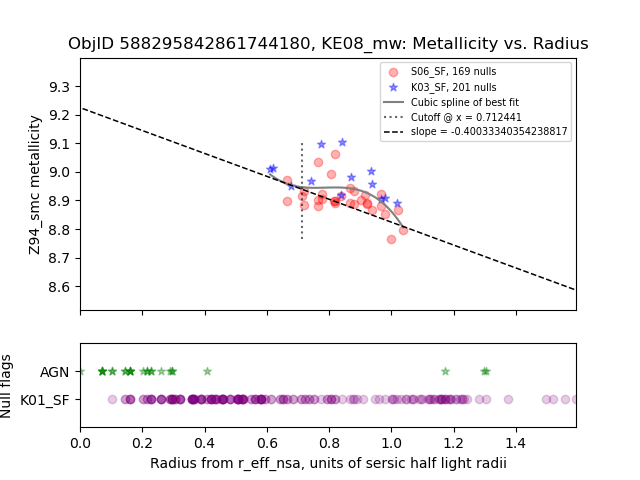 ObjID 588295842861744180, KE08_mw: Metallicity vs. Radius
S06_SF, 169 nulls
K03_SF, 201 nulls
Cubic spline of best fit
Cutoff @ x = 0.712441
slope = -0.40033340354238817
Z94_smc metallicity
9.3
9.2
9.1
9.0
8.9
8.8
8.7
8.6
Null flags
AGN
K01_SF
0.0 0.2 0.4 0.6 0.8 1.0 1.2 1.4
Radius from r_eff_nsa, units of sersic half light radii